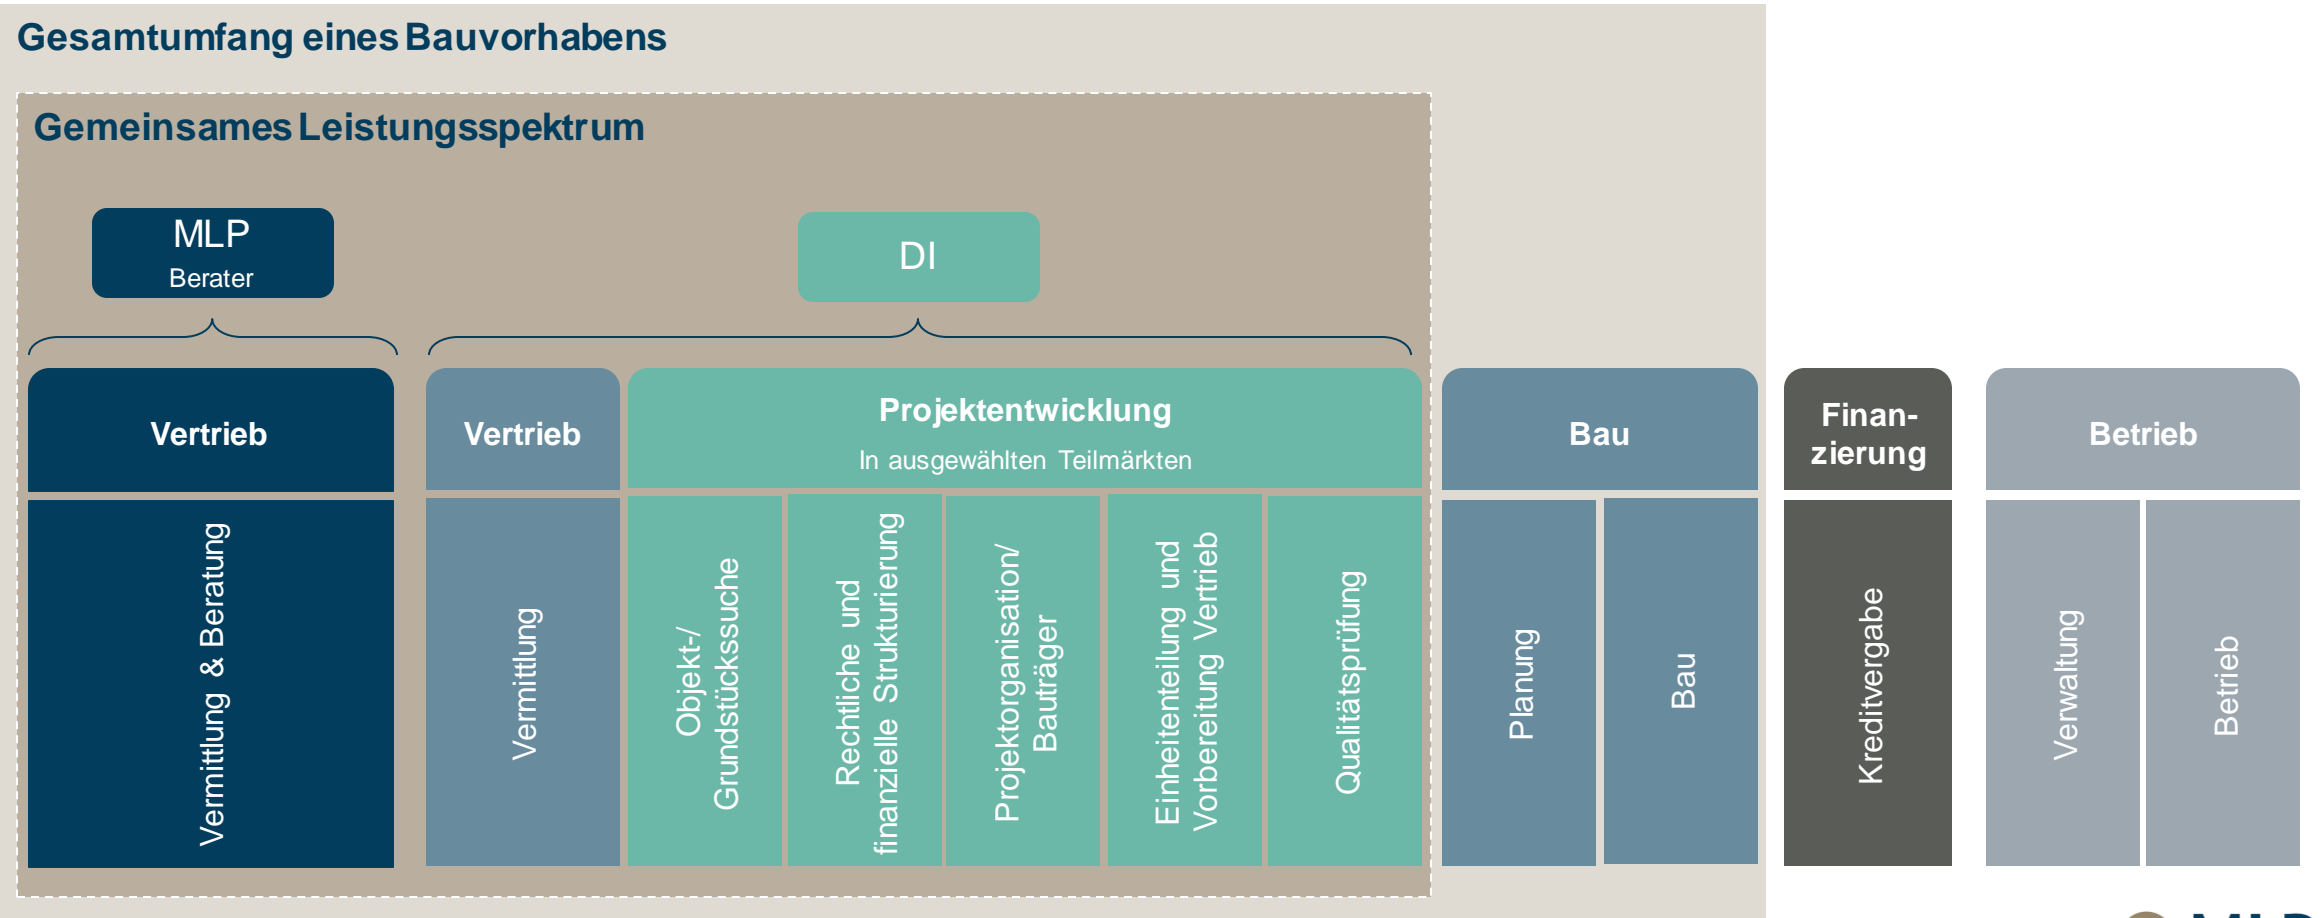 Gesamtumfang eines Bauvorhabens
Gemeinsames Leistungsspektrum
MLP
Berater
DI
Vertrieb
Vertrieb
Projektentwicklung
In ausgewählten Teilmärkten
Bau
Finan-
zierung
Betrieb
Vermittlung & Beratung
Vermittlung
Objekt-/
Grundstückssuche
Rechtliche und
finanzielle Strukturierung
Projektorganisation/
Bauträger
Einheitenteilung und
Vorbereitung Vertrieb
Qualitätsprüfung
Planung
Bau
Kreditvergabe
Verwaltung
Betrieb